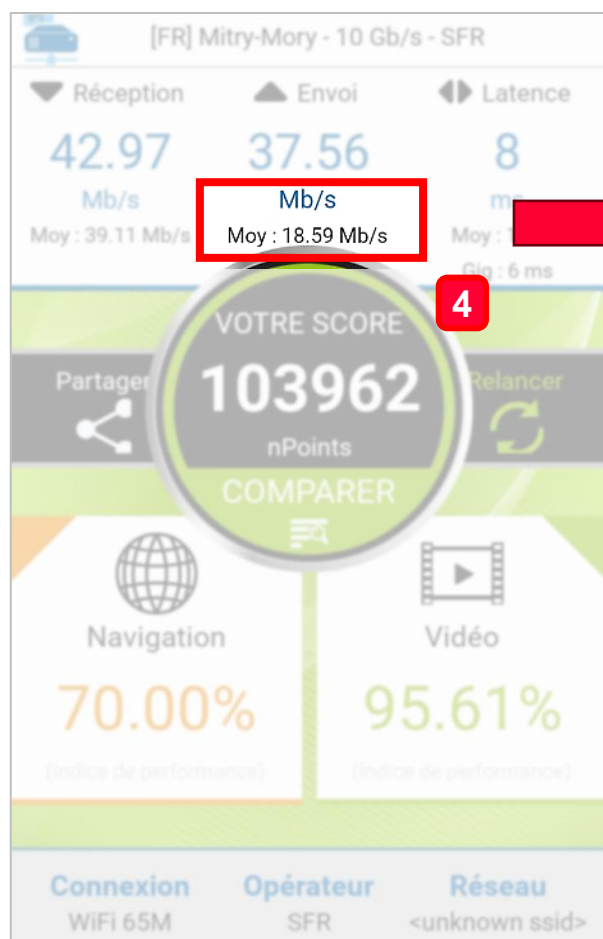 [FR] Mitry-Mory - 10 Gb/s - SFR
Réception Envoi Latence
42.97 37.56 8
Mb/s Mb/s
Moy : 39.11 Mb/s Moy : 18.59 Mb/s Moy :
Gig : 6 ms
4
VOTRE SCORE
Partager 103962 Relancer
nPoints
COMPARER
Navigation Vidéo
70.00% 95.61%
(indice de performance) (indice de performance)
Connexion Opérateur Réseau
WiFi 65M SFR <unknown ssid>